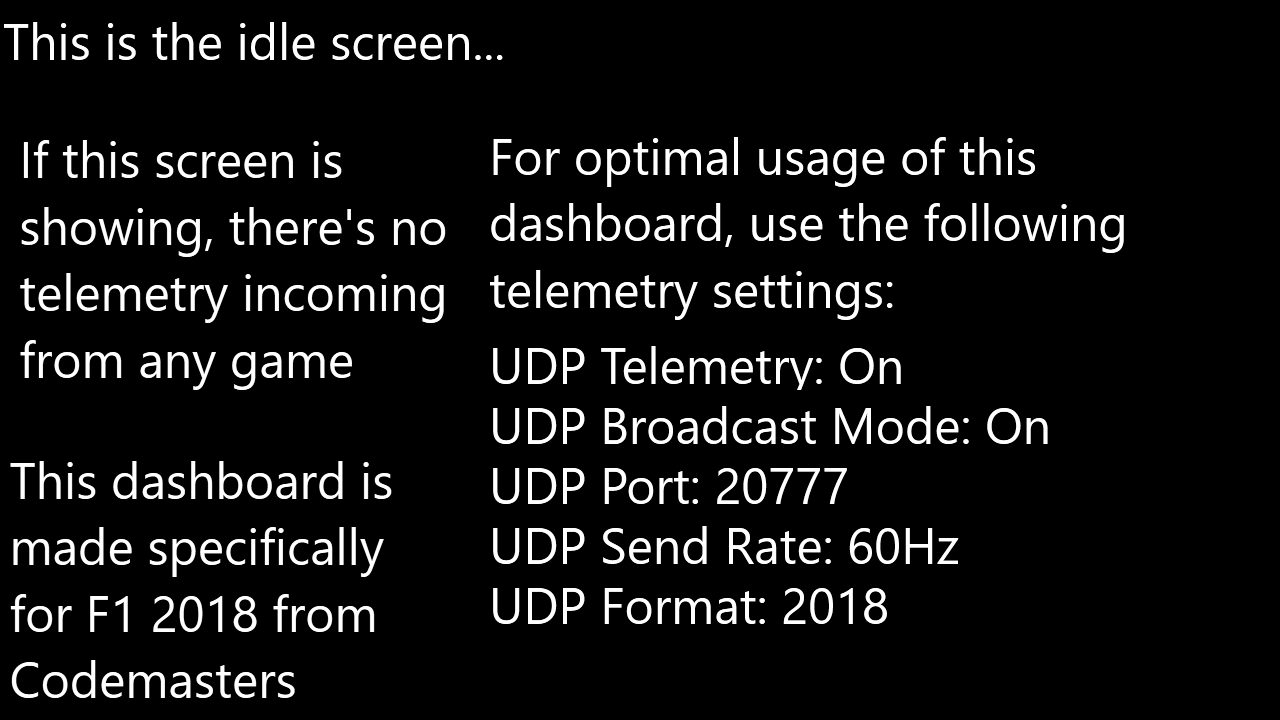 This is the idle screen...
If this screen is
showing, there's no
telemetry incoming
from any game
This dashboard is
made specifically
for F1 2018 from
Codemasters
For optimal usage of this
dashboard, use the following
telemetry settings:
UDP Telemetry: On
UDP Broadcast Mode: On
UDP Port: 20777
UDP Send Rate: 60Hz
UDP Format: 2018